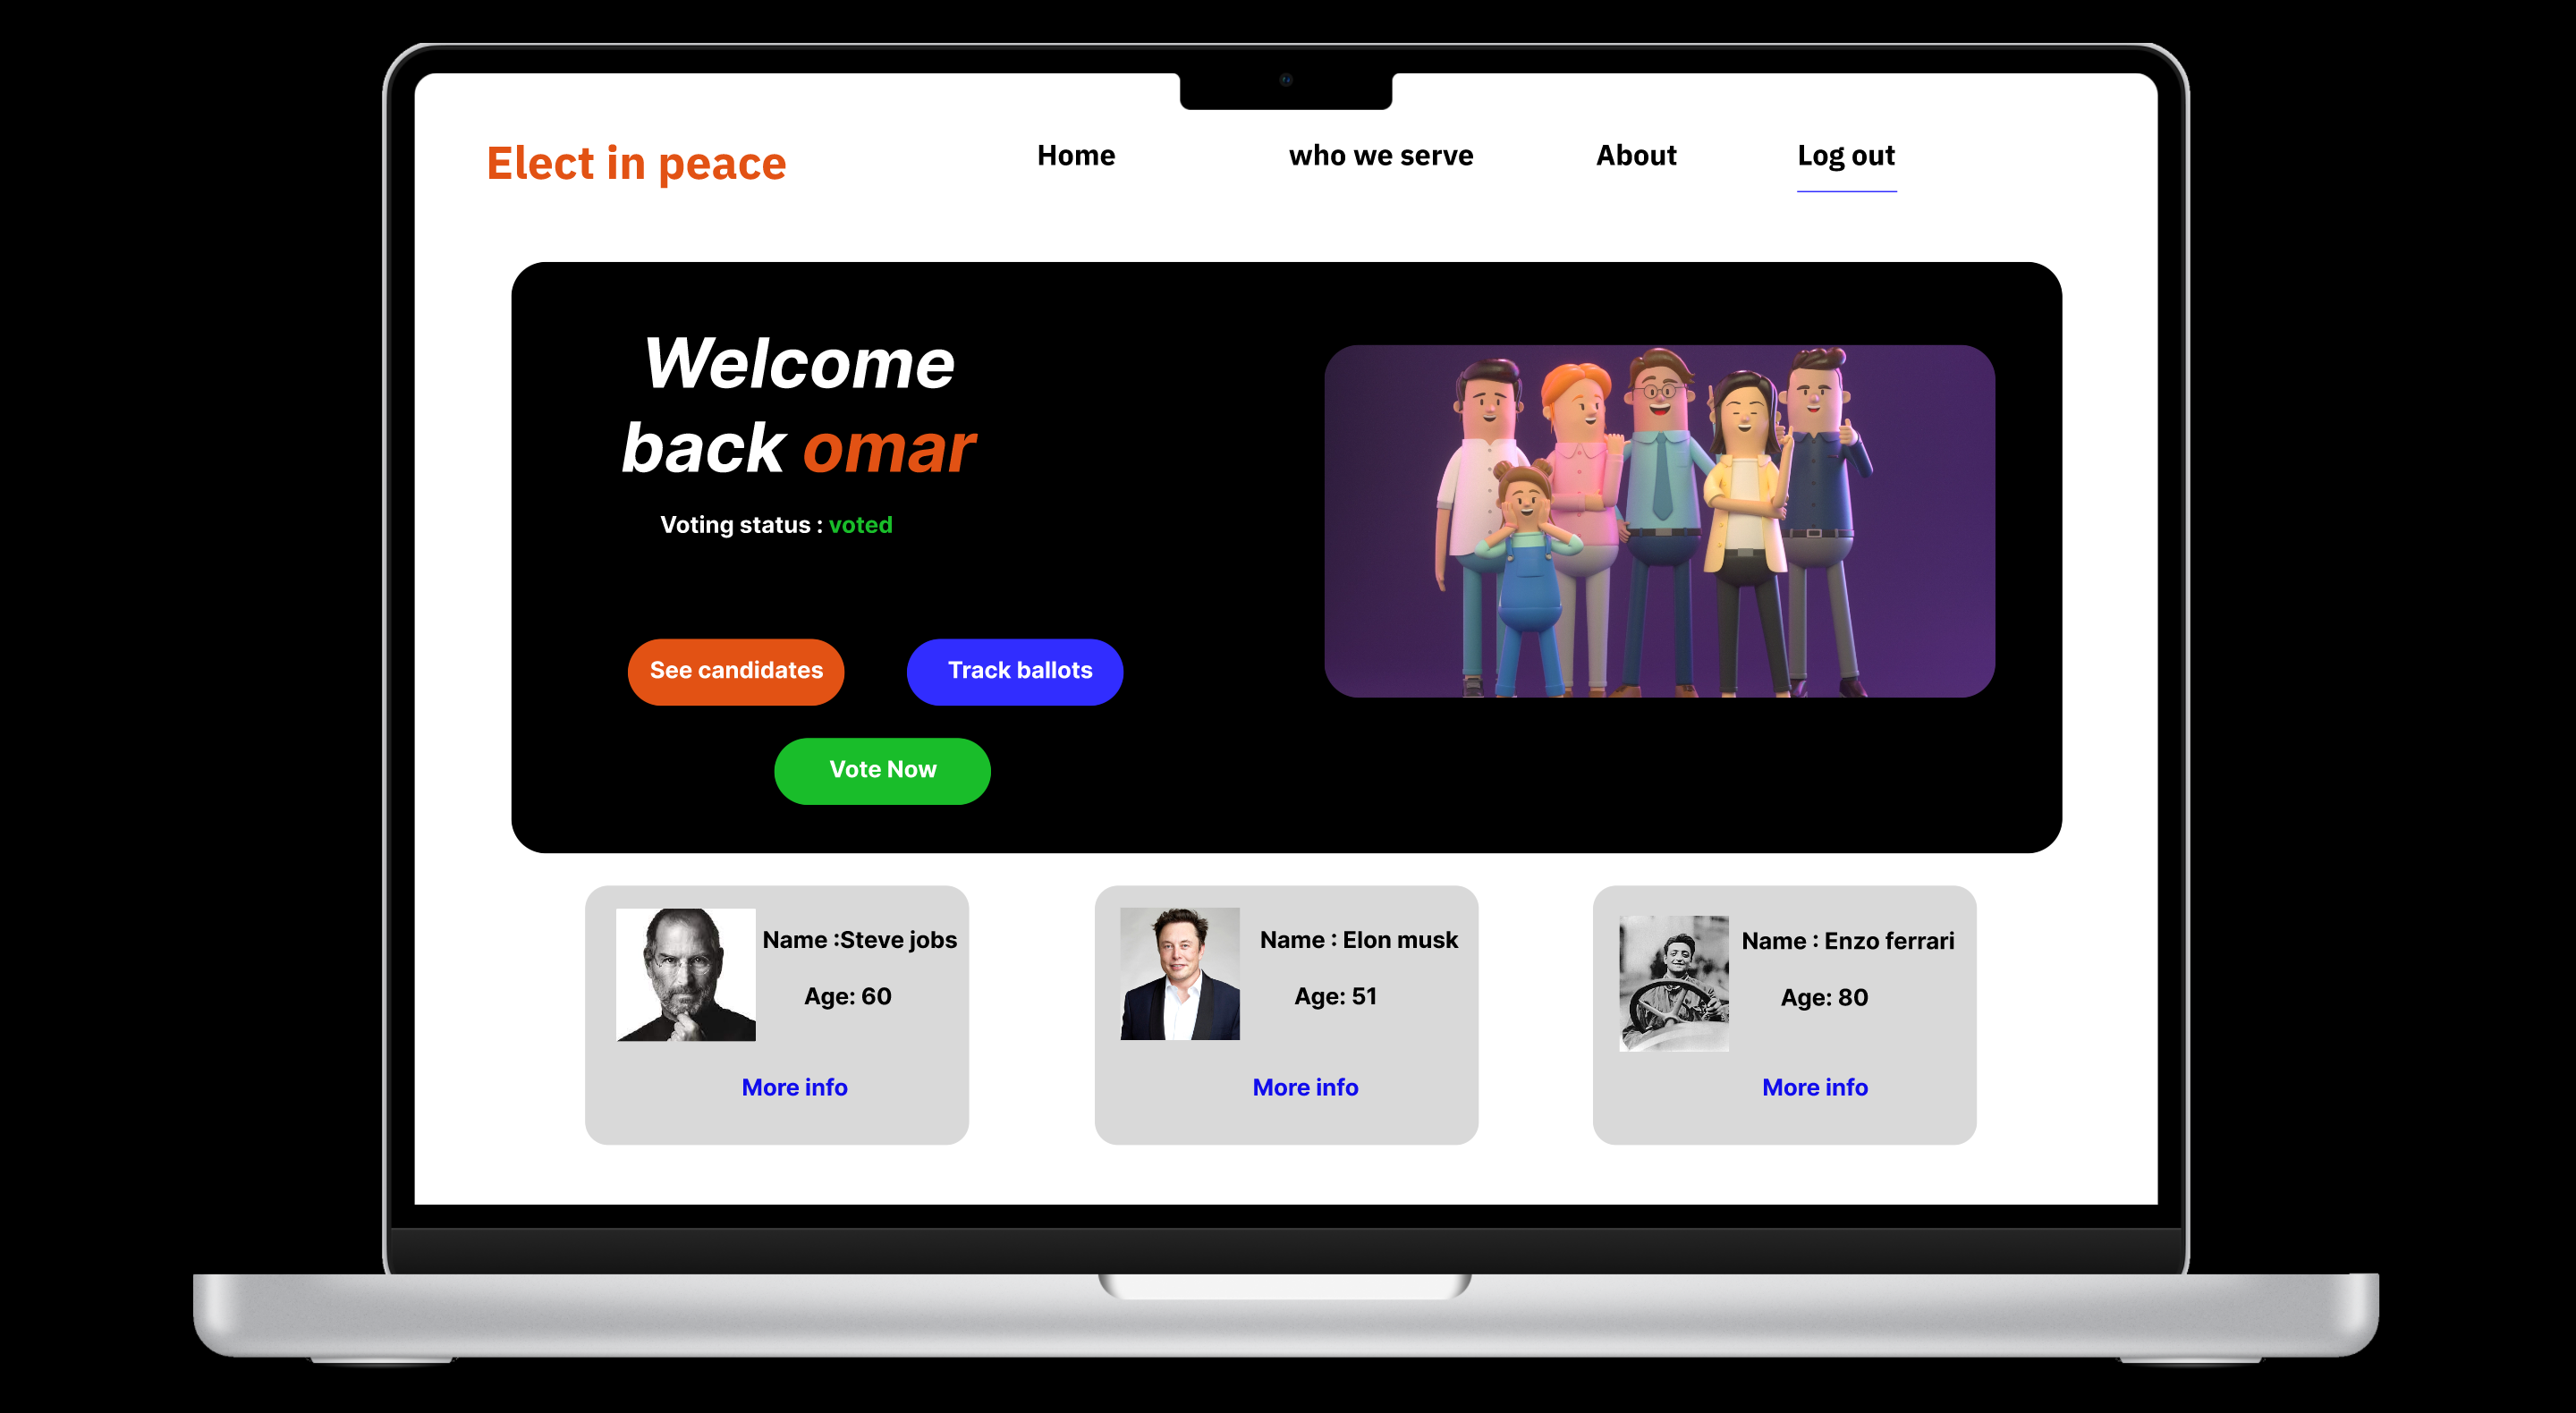 Elect in peace
Home
who we serve
About
Log out
Welcome
back omar
Voting status : voted
See candidates
Track ballots
Vote Now
Name :Steve jobs
Age: 60
More info
Name : Elon musk
Age: 51
More info
Name : Enzo ferrari
Age: 80
More info